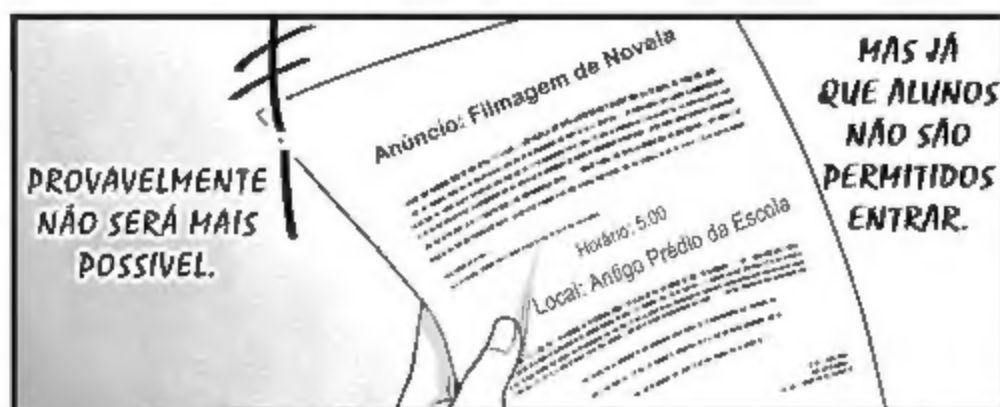 MAS JÁ
QUE ALUNOS
NÃO SÃO
PERMITIDOS
ENTRAR.
Anúncio: Filmagem de Novela
Horário: 5:00
Local: Antigo Prédio da Escola
PROVAVELMENTE
NÃO SERÁ MAIS
POSSÍVEL.